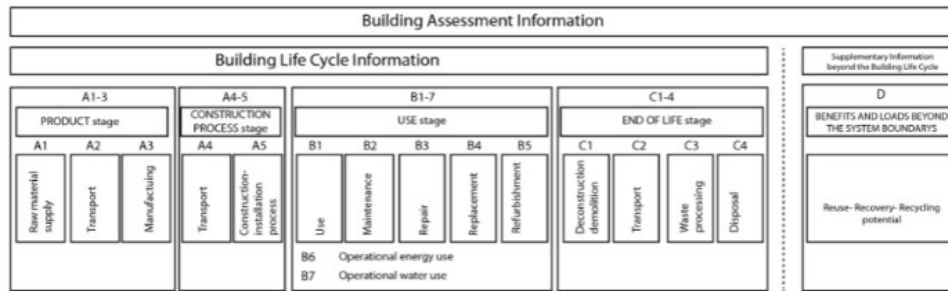 Building Assessment Information
Building Life Cycle Information
Supplementary Information
beyond the Building Life Cycle
A1-3
PRODUCT stage
A1
A2
A3
Raw material
supply
Transport
Manufactuing
A4-5
CONSTRUCTION
PROCESS stage
A4
A5
Transport
Construction-
installation
process
B1-7
USE stage
B1
B2
B3
B4
B5
Use
Maintenance
Repair
Replacement
Refurbishment
B6 Operational energy use
B7 Operational water use
C1-4
END OF LIFE stage
C1
C2
C3
C4
Deconstruction
demolition
Transport
Waste
processing
Disposal
D
BENEFITS AND LOADS BEYOND
THE SYSTEM BOUNDARYS
Reuse- Recovery- Recycling
potential